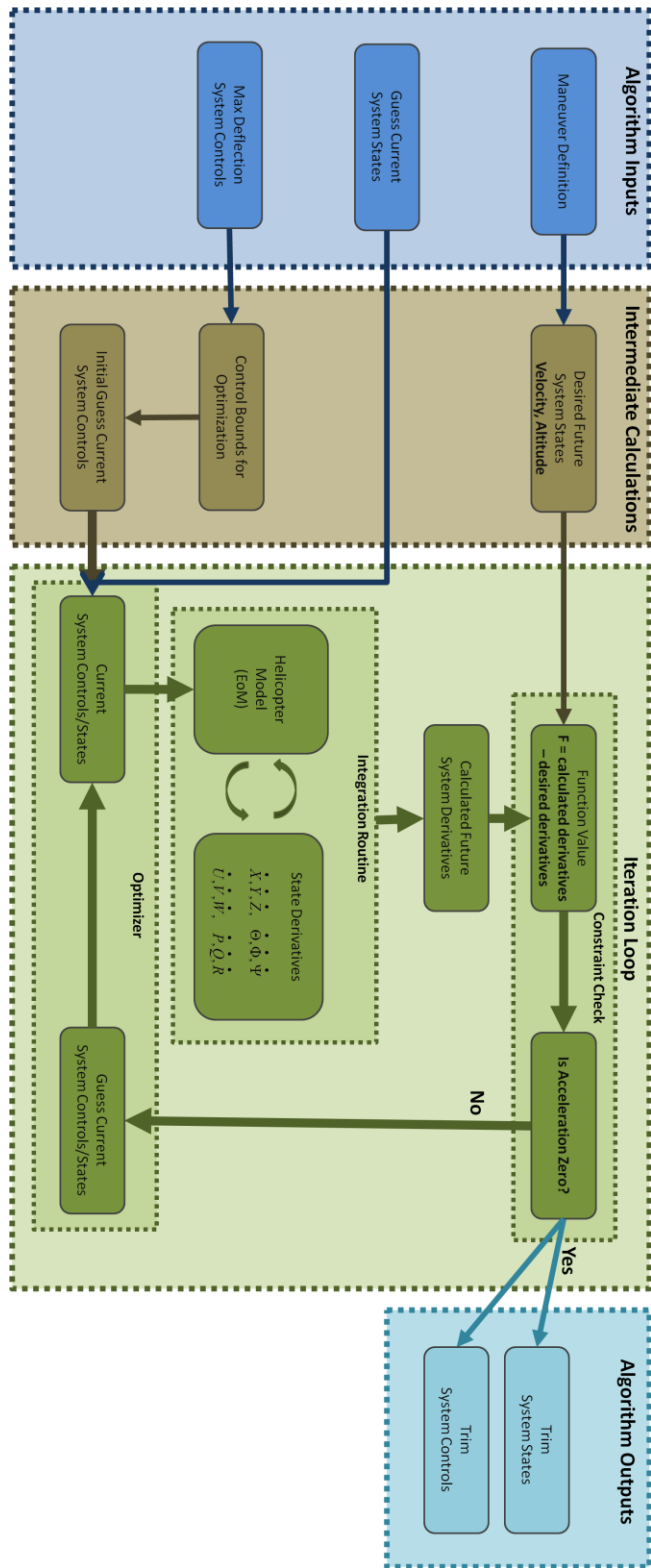 Algorithm Inputs
Maneuver Definition
Guess Current
System States
Max Deflection
System Controls
Intermediate Calculations
Desired Future
System States
Velocity, Altitude
Control Bounds for
Optimization
Initial Guess Current
System Controls
Iteration Loop
Function Value
F = calculated derivatives
– desired derivatives
Constraint Check
Is Acceleration Zero?
Yes
No
Calculated Future
System Derivatives
Integration Routine
Helicopter
Model
(EoM)
State Derivatives
Ẋ,Ẏ,Ż, Θ̇,Φ̇,Ψ̇
U̇,V̇,Ẇ, Ṗ,Q̇,Ṙ
Optimizer
Current
System Controls/States
Guess Current
System Controls/States
Algorithm Outputs
Trim
System States
Trim
System Controls